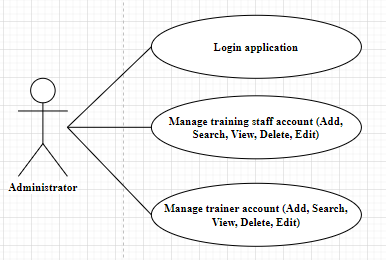 Login application
Manage training staff account (Add,
Search, View, Delete, Edit)
Administrator
Manage trainer account (Add, Search,
View, Delete, Edit)